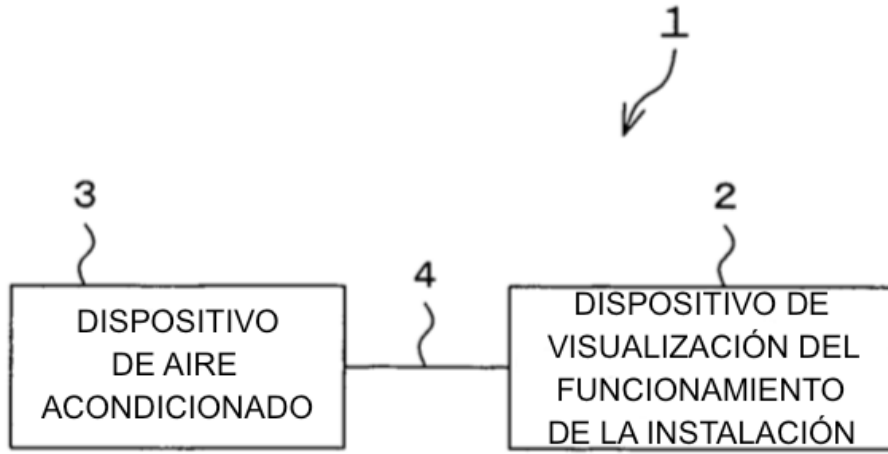 1
3
DISPOSITIVO
DE AIRE
ACONDICIONADO
4
2
DISPOSITIVO DE
VISUALIZACIÓN DEL
FUNCIONAMIENTO
DE LA INSTALACIÓN